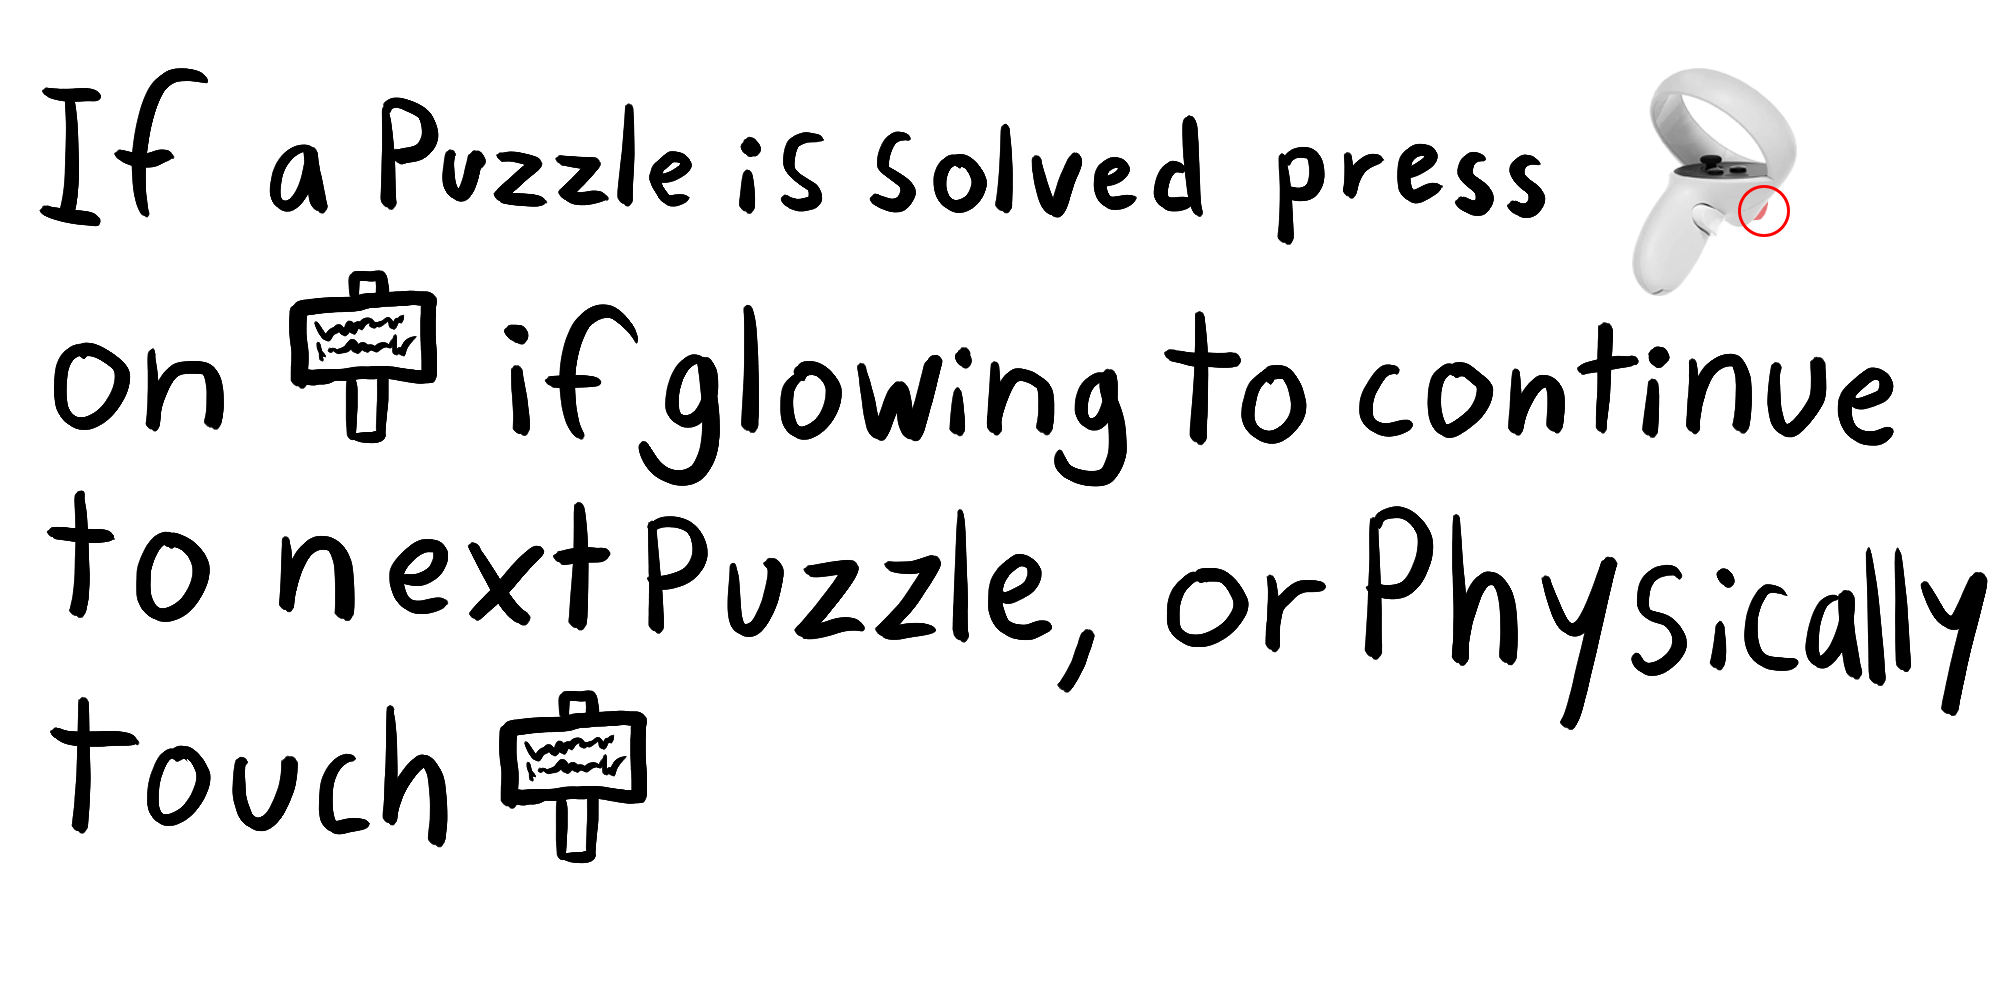 If a Puzzle is solved press
on if glowing to continue
to next Puzzle, or Physically
touch